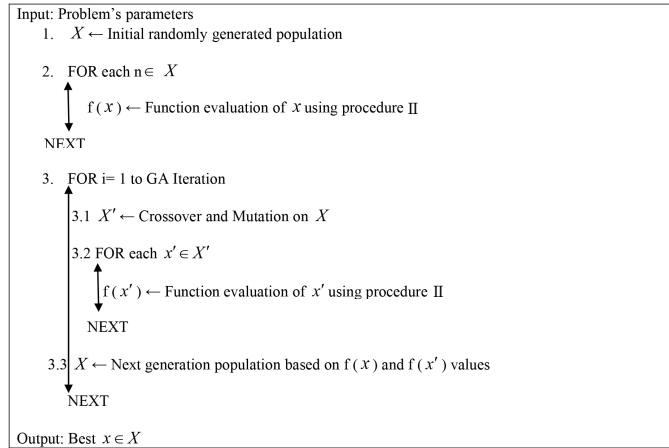 Input: Problem's parameters
1. X ← Initial randomly generated population
2. FOR each n ∈ X
f ( x ) ← Function evaluation of x using procedure II
NEXT
3. FOR i= 1 to GA Iteration
3.1 X′ ← Crossover and Mutation on X
3.2 FOR each x′ ∈ X′
f ( x′ ) ← Function evaluation of x′ using procedure II
NEXT
3.3 X ← Next generation population based on f ( x ) and f ( x′ ) values
NEXT
Output: Best x ∈ X